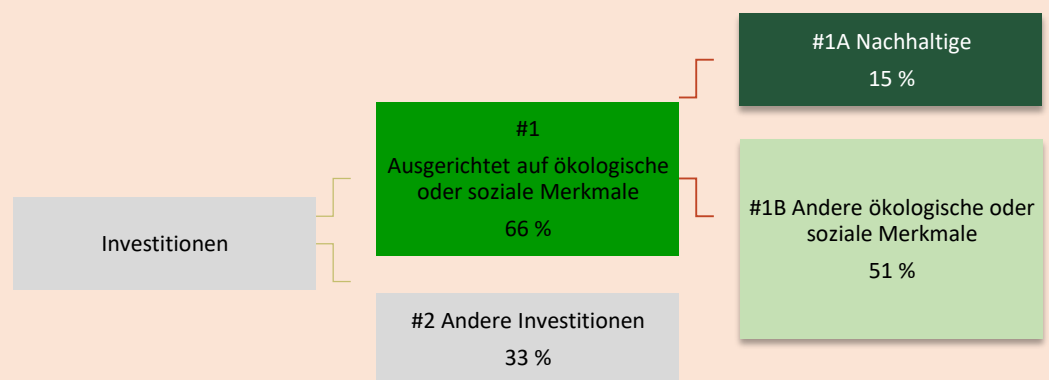 Investitionen
#1
Ausgerichtet auf ökologische
oder soziale Merkmale
66 %
#2 Andere Investitionen
33 %
#1A Nachhaltige
15 %
#1B Andere ökologische oder
soziale Merkmale
51 %